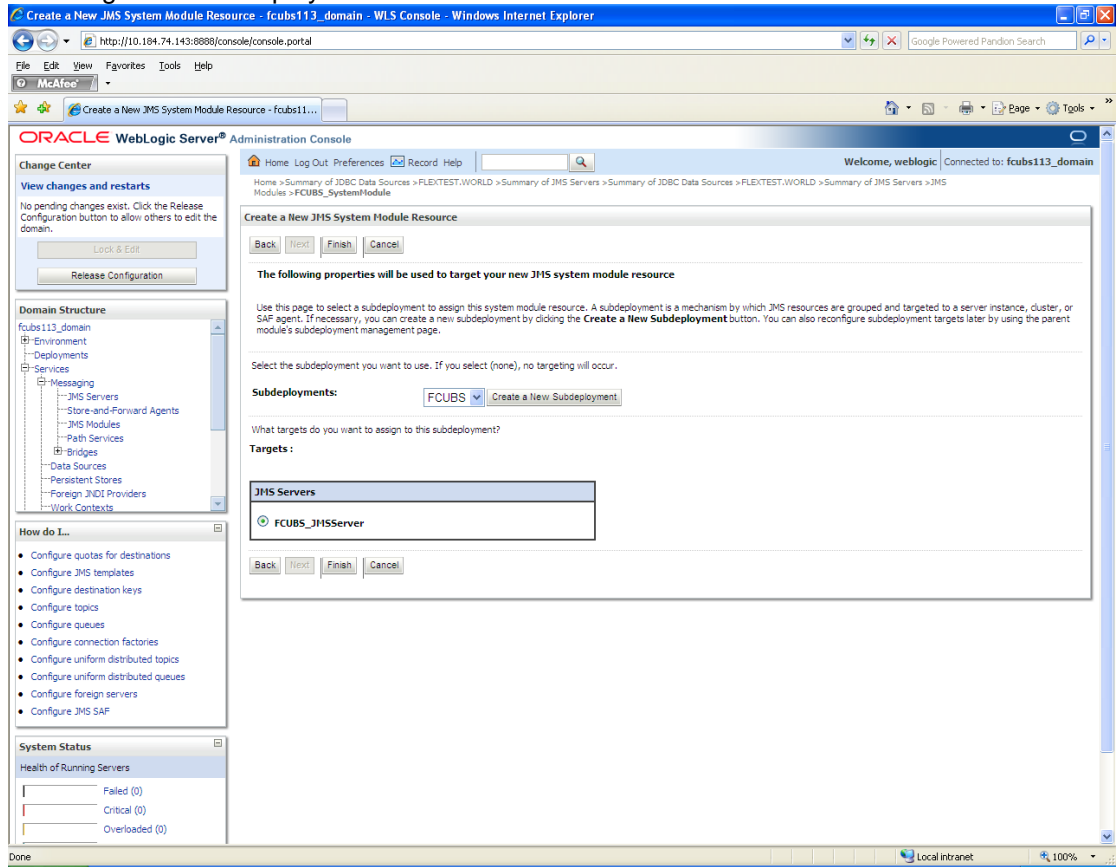 Create a New JMS System Module Resource - fcubs113_domain - WLS Console - Windows Internet Explorer
http://10.184.74.143:8888/console/console.portal
Google Powered Pandion Search
File Edit View Favorites Tools Help
McAfee
Create a New JMS System Module Resource - fcubs11...
Page Tools
ORACLE WebLogic Server® Administration Console
Change Center
View changes and restarts
No pending changes exist. Click the Release
Configuration button to allow others to edit the
domain.
Lock & Edit
Release Configuration
Domain Structure
fcubs113_domain
Environment
Deployments
Services
Messaging
JMS Servers
Store-and-Forward Agents
JMS Modules
Path Services
Bridges
Data Sources
Persistent Stores
Foreign JNDI Providers
Work Contexts
How do I...
Configure quotas for destinations
Configure JMS templates
Configure destination keys
Configure topics
Configure queues
Configure connection factories
Configure uniform distributed topics
Configure uniform distributed queues
Configure foreign servers
Configure JMS SAF
System Status
Health of Running Servers
Failed (0)
Critical (0)
Overloaded (0)
Home Log Out Preferences Record Help
Welcome, weblogic Connected to: fcubs113_domain
Home >Summary of JDBC Data Sources >FLEXTEST.WORLD >Summary of JMS Servers >Summary of JDBC Data Sources >FLEXTEST.WORLD >Summary of JMS Servers >JMS
Modules >FCUBS_SystemModule
Create a New JMS System Module Resource
Back Next Finish Cancel
The following properties will be used to target your new JMS system module resource
Use this page to select a subdeployment to assign this system module resource. A subdeployment is a mechanism by which JMS resources are grouped and targeted to a server instance, cluster, or
SAF agent. If necessary, you can create a new subdeployment by clicking the Create a New Subdeployment button. You can also reconfigure subdeployment targets later by using the parent
module's subdeployment management page.
Select the subdeployment you want to use. If you select (none), no targeting will occur.
Subdeployments: FCUBS Create a New Subdeployment
What targets do you want to assign to this subdeployment?
Targets :
JMS Servers
FCUBS_JMSServer
Back Next Finish Cancel
Done
Local intranet
100%